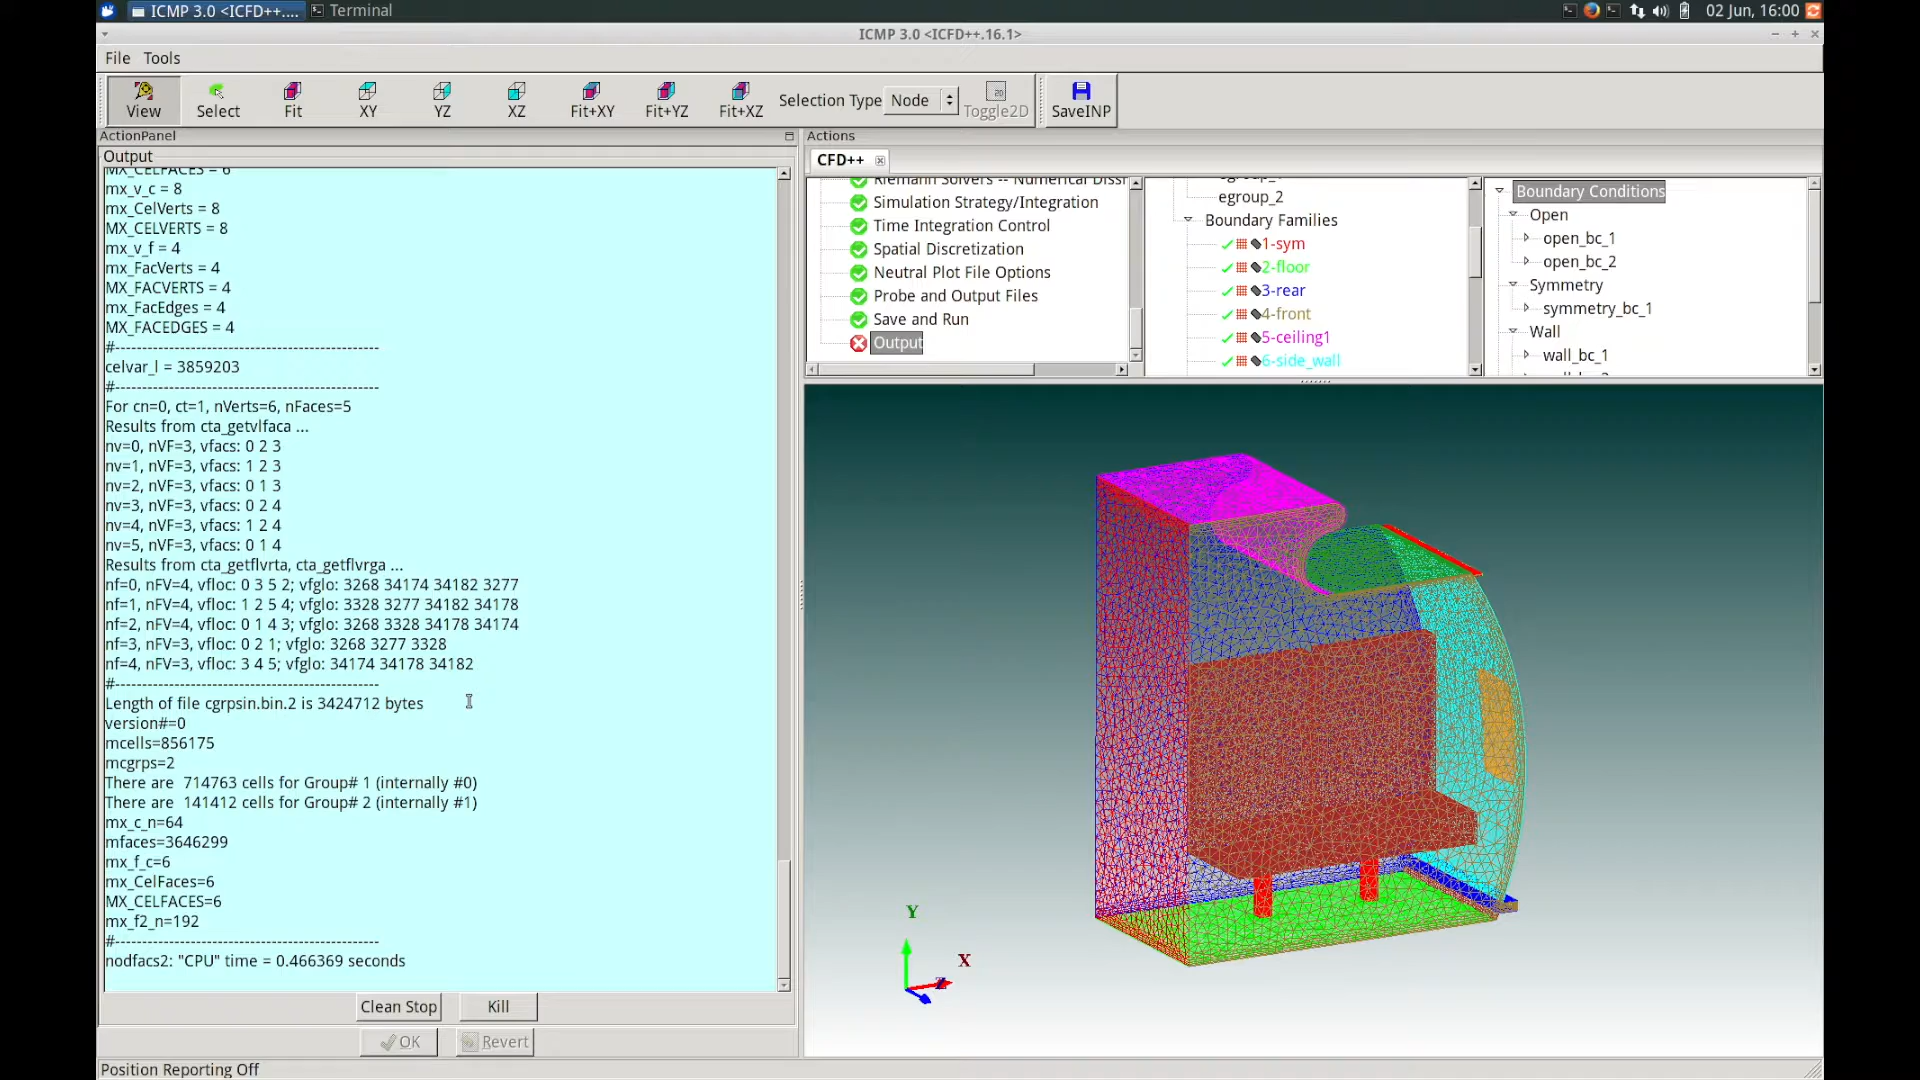 ICMP 3.0 <ICFD++....
Terminal
02 Jun, 16:00
ICMP 3.0 <ICFD++.16.1>
File Tools
View Select Fit XY YZ XZ Fit+XY Fit+YZ Fit+XZ Selection Type Node Toggle2D SaveINP
ActionPanel
Output
MX_CELFACES = 6
mx_v_c = 8
mx_CelVerts = 8
MX_CELVERTS = 8
mx_v_f = 4
mx_FacVerts = 4
MX_FACVERTS = 4
mx_FacEdges = 4
MX_FACEDGES = 4
#------------------------------------------------
celvar_l = 3859203
#------------------------------------------------
For cn=0, ct=1, nVerts=6, nFaces=5
Results from cta_getvlfaca ...
nv=0, nVF=3, vfacs: 0 2 3
nv=1, nVF=3, vfacs: 1 2 3
nv=2, nVF=3, vfacs: 0 1 3
nv=3, nVF=3, vfacs: 0 2 4
nv=4, nVF=3, vfacs: 1 2 4
nv=5, nVF=3, vfacs: 0 1 4
Results from cta_getflvrta, cta_getflvrga ...
nf=0, nFV=4, vfloc: 0 3 5 2; vfglo: 3268 34174 34182 3277
nf=1, nFV=4, vfloc: 1 2 5 4; vfglo: 3328 3277 34182 34178
nf=2, nFV=4, vfloc: 0 1 4 3; vfglo: 3268 3328 34178 34174
nf=3, nFV=3, vfloc: 0 2 1; vfglo: 3268 3277 3328
nf=4, nFV=3, vfloc: 3 4 5; vfglo: 34174 34178 34182
#------------------------------------------------
Length of file cgrpsin.bin.2 is 3424712 bytes
version#=0
mcells=856175
mcgrps=2
There are  714763 cells for Group# 1 (internally #0)
There are  141412 cells for Group# 2 (internally #1)
mx_c_n=64
mfaces=3646299
mx_f_c=6
mx_CelFaces=6
MX_CELFACES=6
mx_f2_n=192
#------------------------------------------------
nodfacs2: "CPU" time = 0.466369 seconds
Clean Stop Kill
OK Revert
Position Reporting Off
Actions
CFD++
Riemann Solvers -- Numerical Dissi
Simulation Strategy/Integration
Time Integration Control
Spatial Discretization
Neutral Plot File Options
Probe and Output Files
Save and Run
Output
egroup_2
Boundary Families
1-sym
2-floor
3-rear
4-front
5-ceiling1
6-side_wall
Boundary Conditions
Open
open_bc_1
open_bc_2
Symmetry
symmetry_bc_1
Wall
wall_bc_1
Y
X
Z